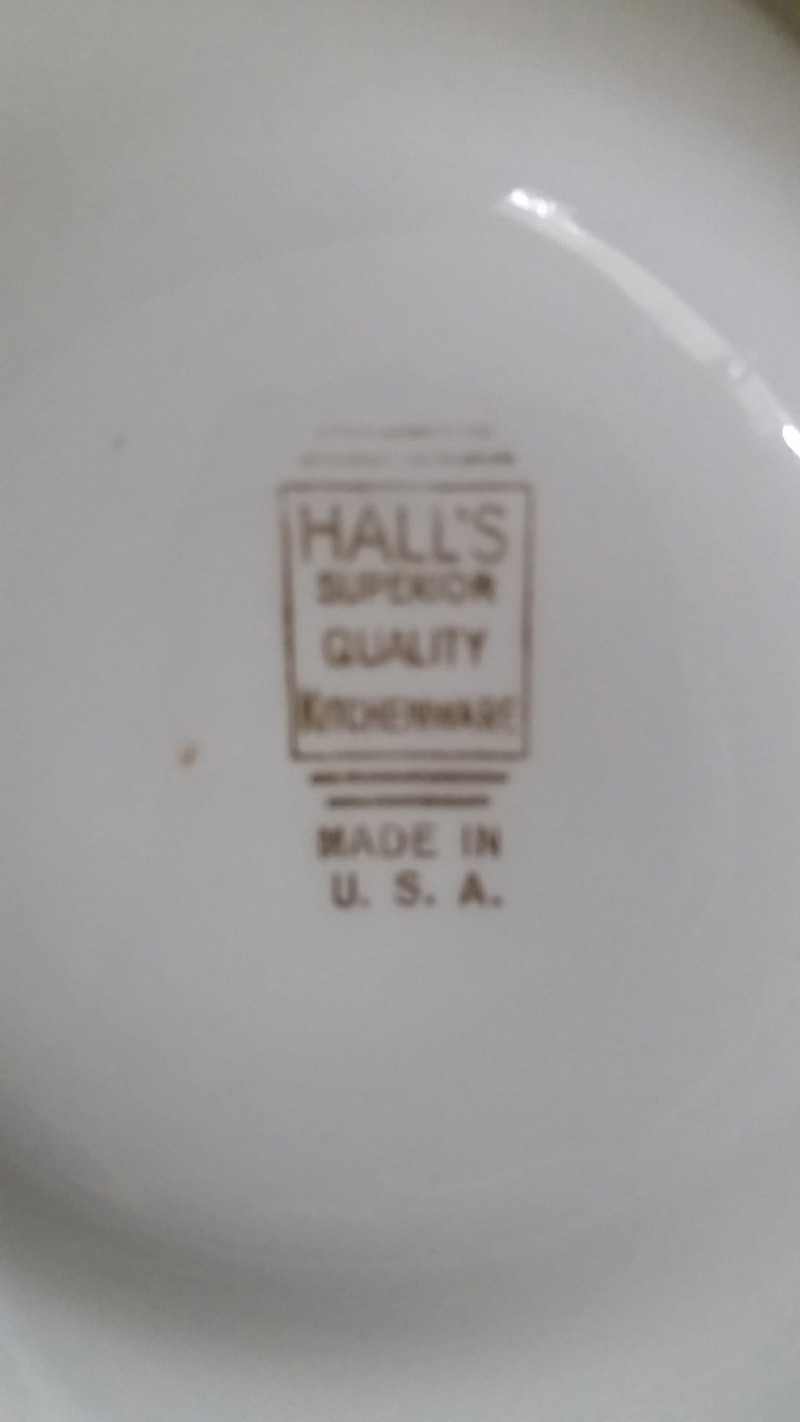 HALL'S
SUPERIOR
QUALITY
KITCHENWARE
MADE IN
U. S. A.